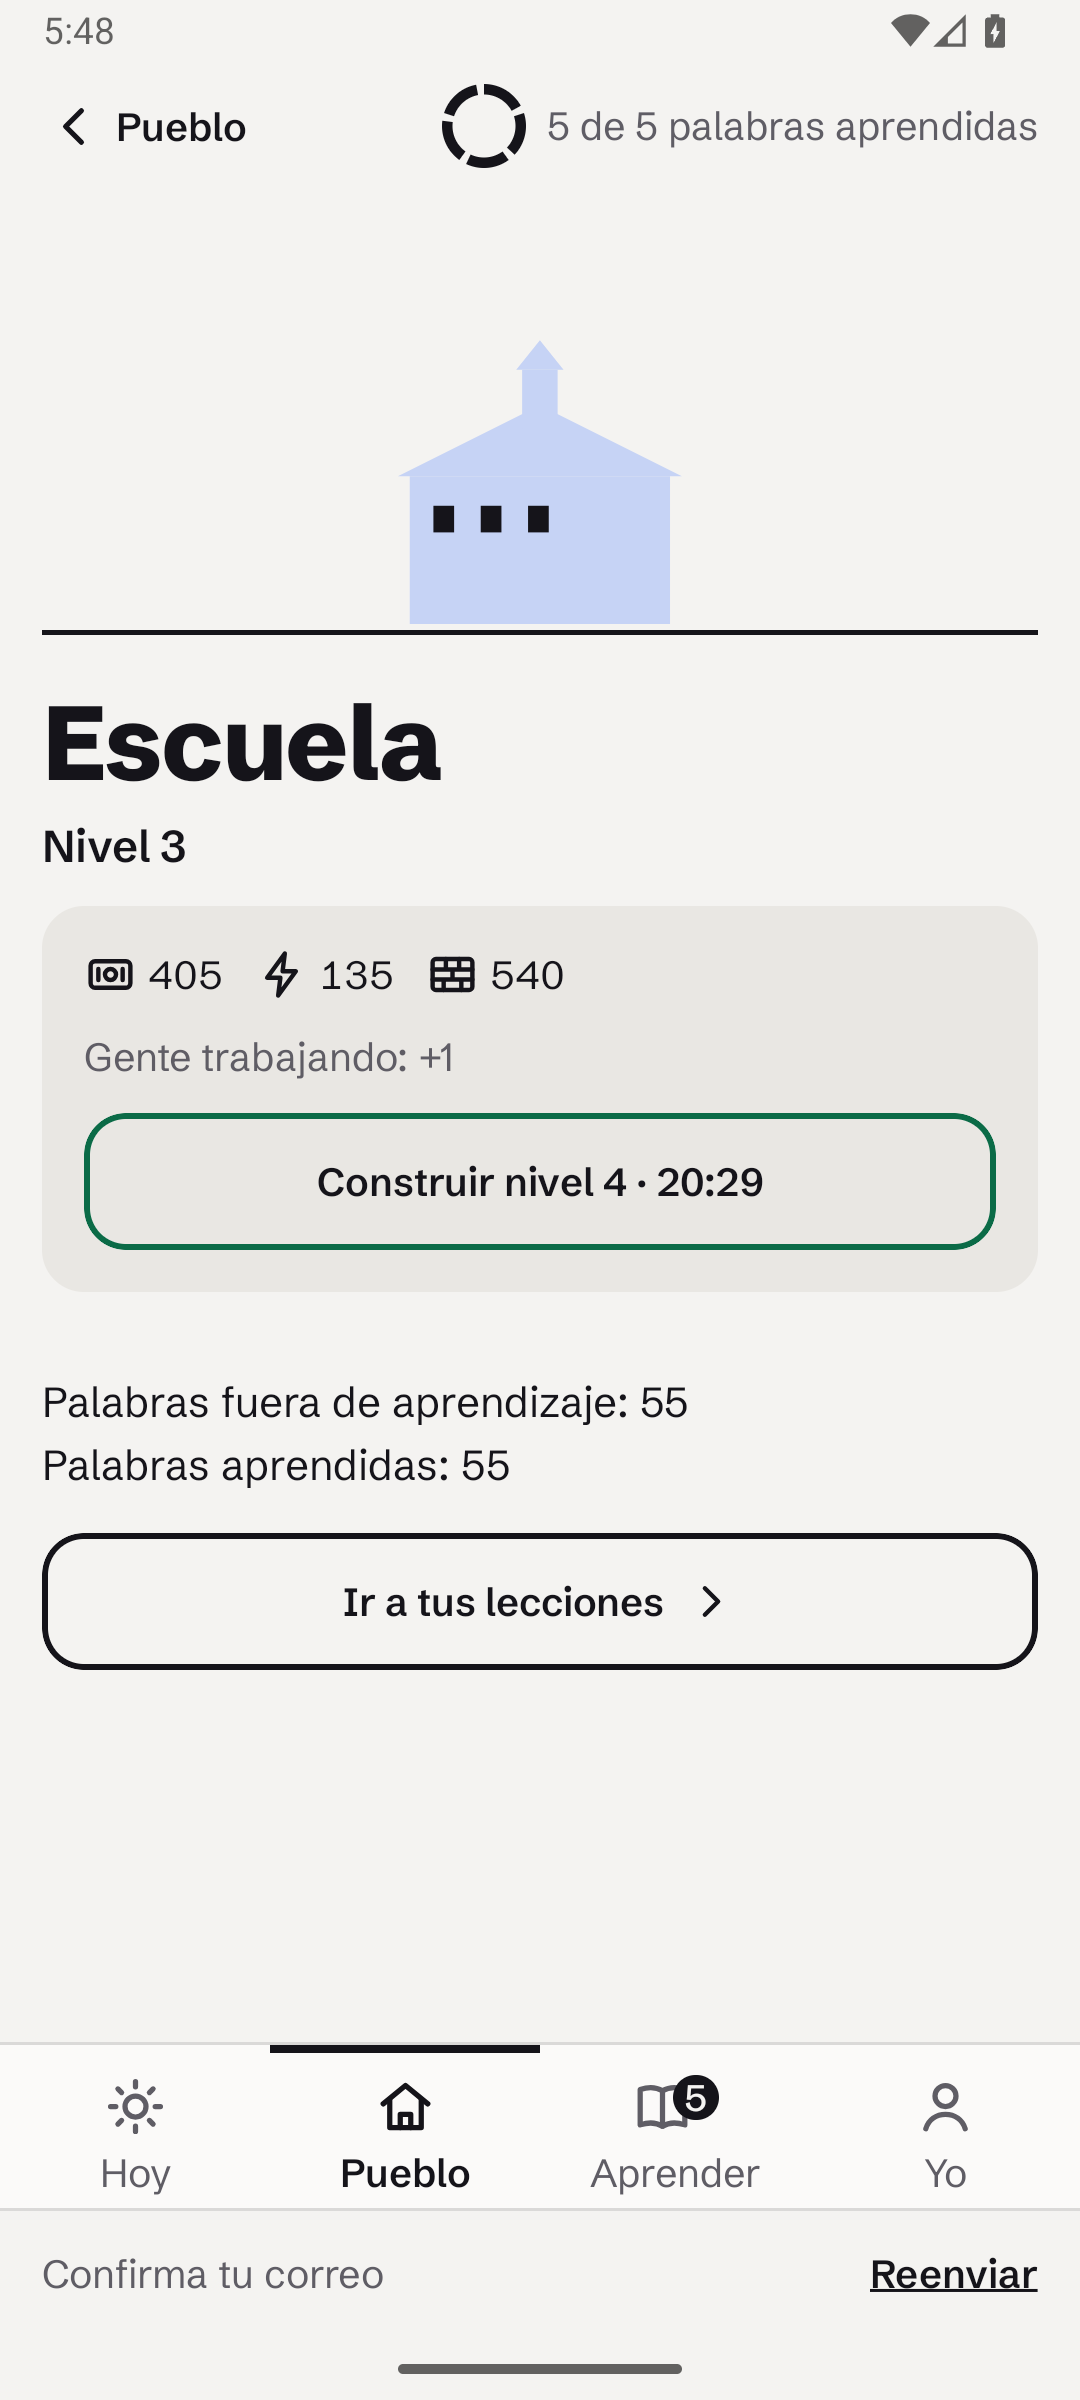 5:48
Pueblo
5 de 5 palabras aprendidas
Escuela
Nivel 3
405 135 540
Gente trabajando: +1
Construir nivel 4 · 20:29
Palabras fuera de aprendizaje: 55
Palabras aprendidas: 55
Ir a tus lecciones
5
Hoy Pueblo Aprender Yo
Confirma tu correo Reenviar